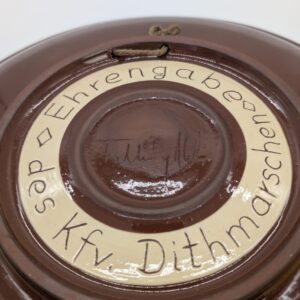 Ehrengabe
des Kfv. Dithmarschen